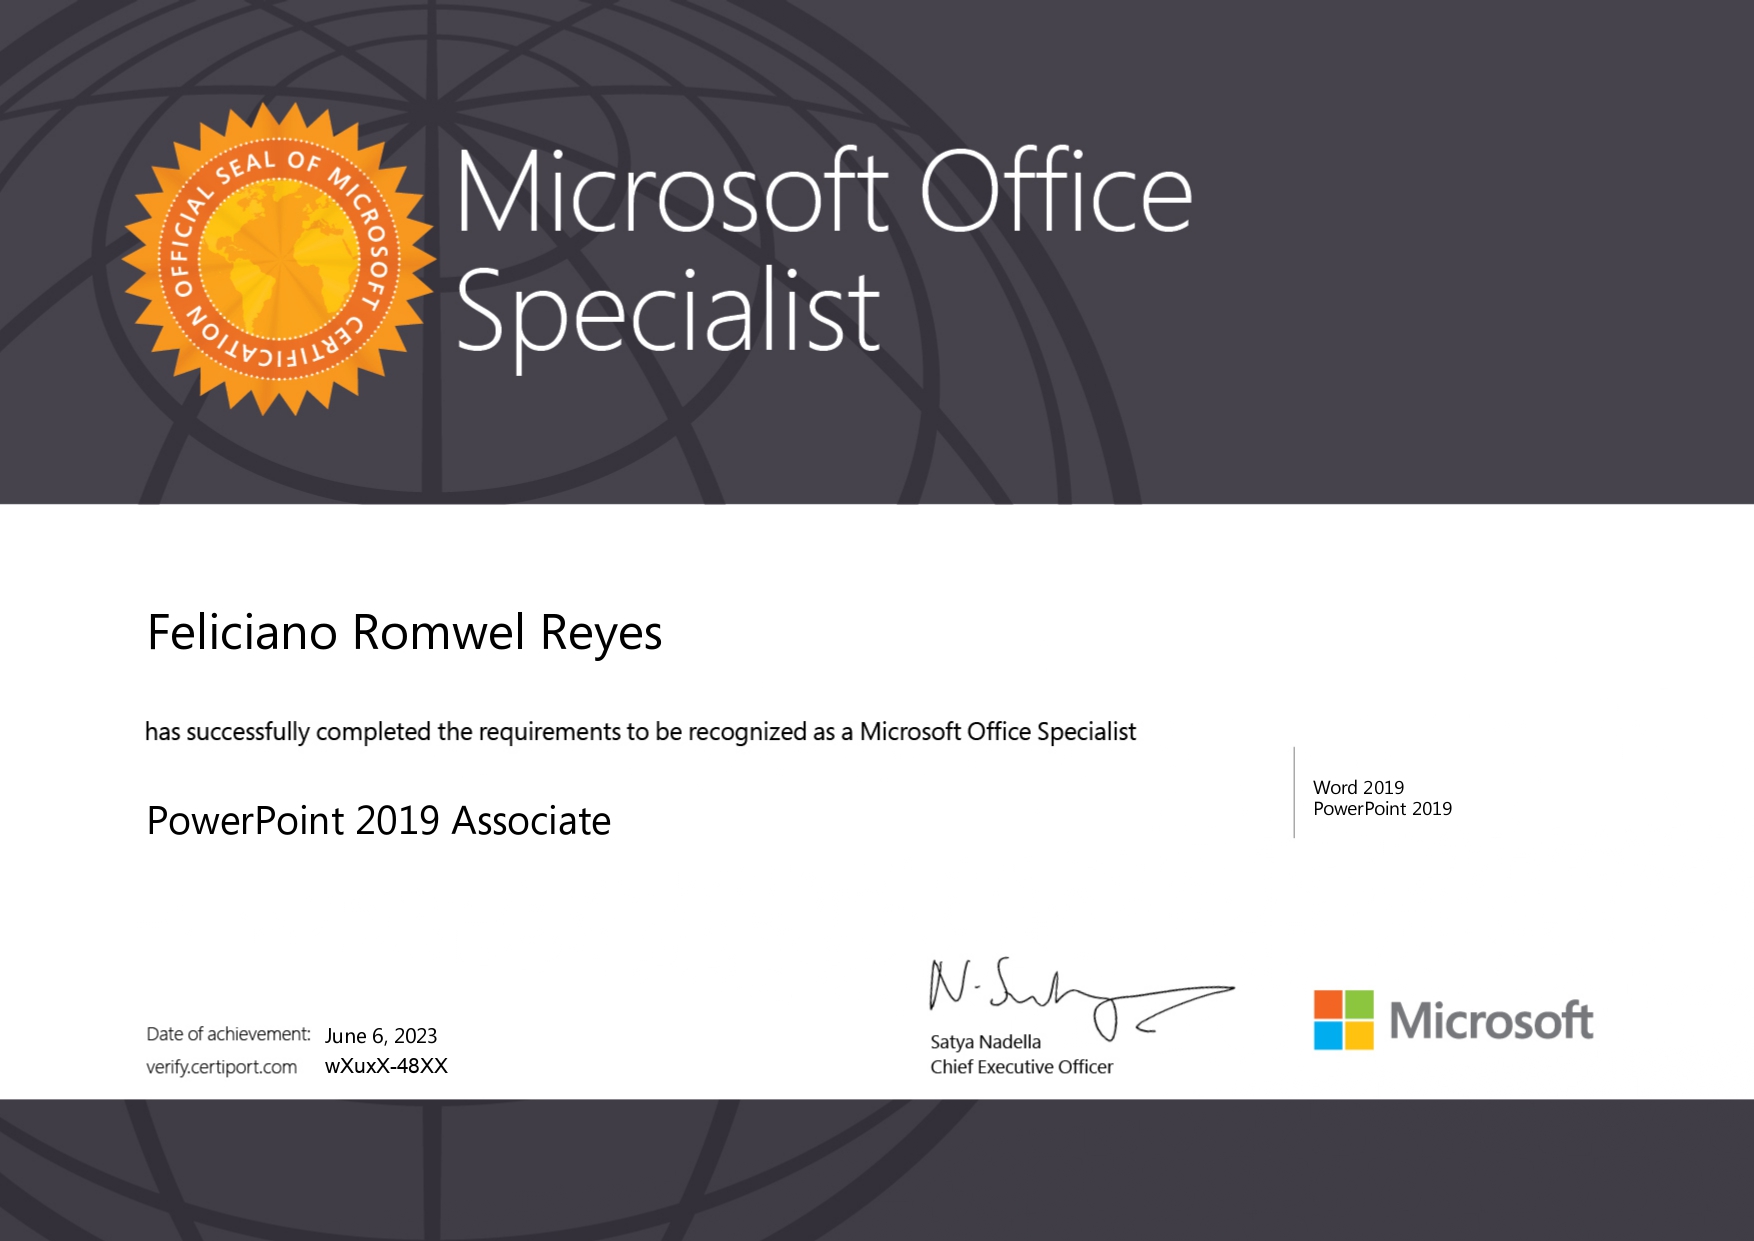 OFFICIAL SEAL OF MICROSOFT CERTIFICATION
Microsoft Office
Specialist
Feliciano Romwel Reyes
has successfully completed the requirements to be recognized as a Microsoft Office Specialist
Word 2019
PowerPoint 2019
PowerPoint 2019 Associate
N. Satya
Satya Nadella
Chief Executive Officer
Microsoft
Date of achievement: June 6, 2023
verify.certiport.com wXuxX-48XX